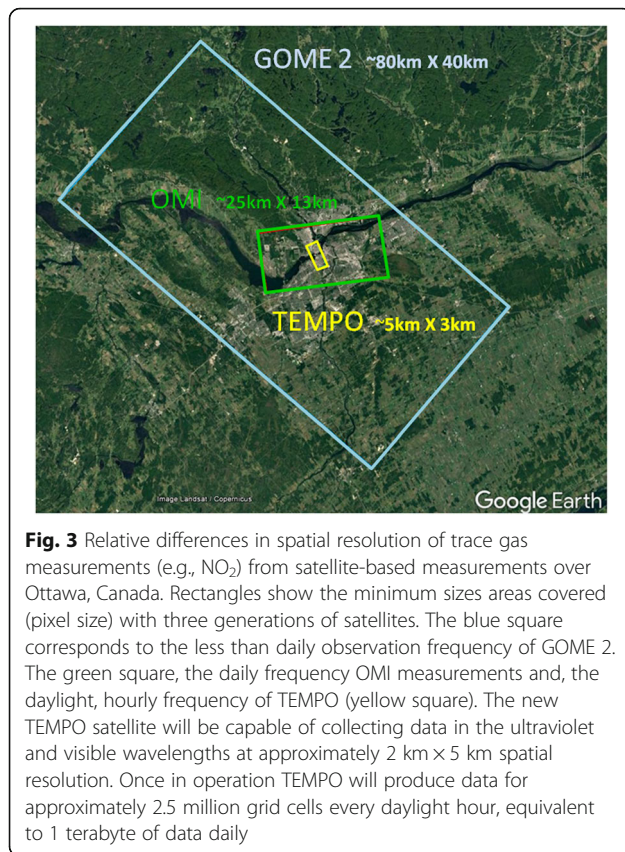 GOME 2 ~80km X 40km
OMI ~25km X 13km
TEMPO ~5km X 3km
Image Landsat / Copernicus
Google Earth
Fig. 3 Relative differences in spatial resolution of trace gas
measurements (e.g., NO₂) from satellite-based measurements over
Ottawa, Canada. Rectangles show the minimum sizes areas covered
(pixel size) with three generations of satellites. The blue square
corresponds to the less than daily observation frequency of GOME 2.
The green square, the daily frequency OMI measurements and, the
daylight, hourly frequency of TEMPO (yellow square). The new
TEMPO satellite will be capable of collecting data in the ultraviolet
and visible wavelengths at approximately 2 km × 5 km spatial
resolution. Once in operation TEMPO will produce data for
approximately 2.5 million grid cells every daylight hour, equivalent
to 1 terabyte of data daily